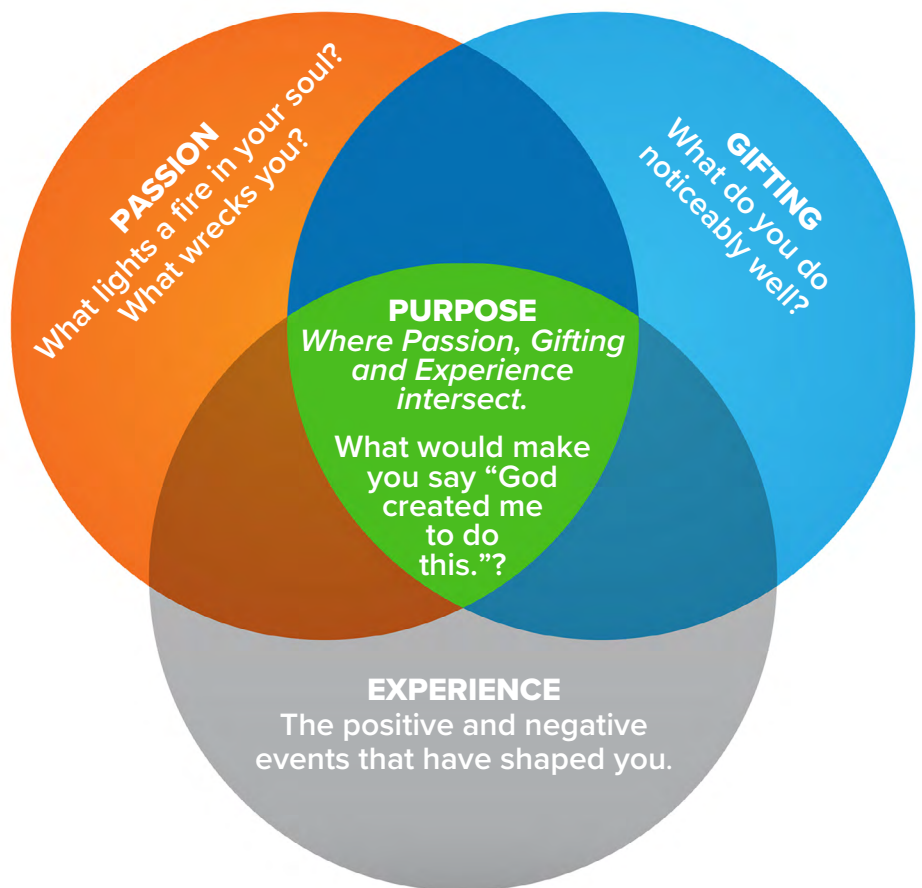 PASSION
What lights a fire in your soul?
What wrecks you?
GIFTING
What do you do
noticeably well?
PURPOSE
Where Passion, Gifting
and Experience
intersect.
What would make
you say “God
created me
to do
this.”?
EXPERIENCE
The positive and negative
events that have shaped you.